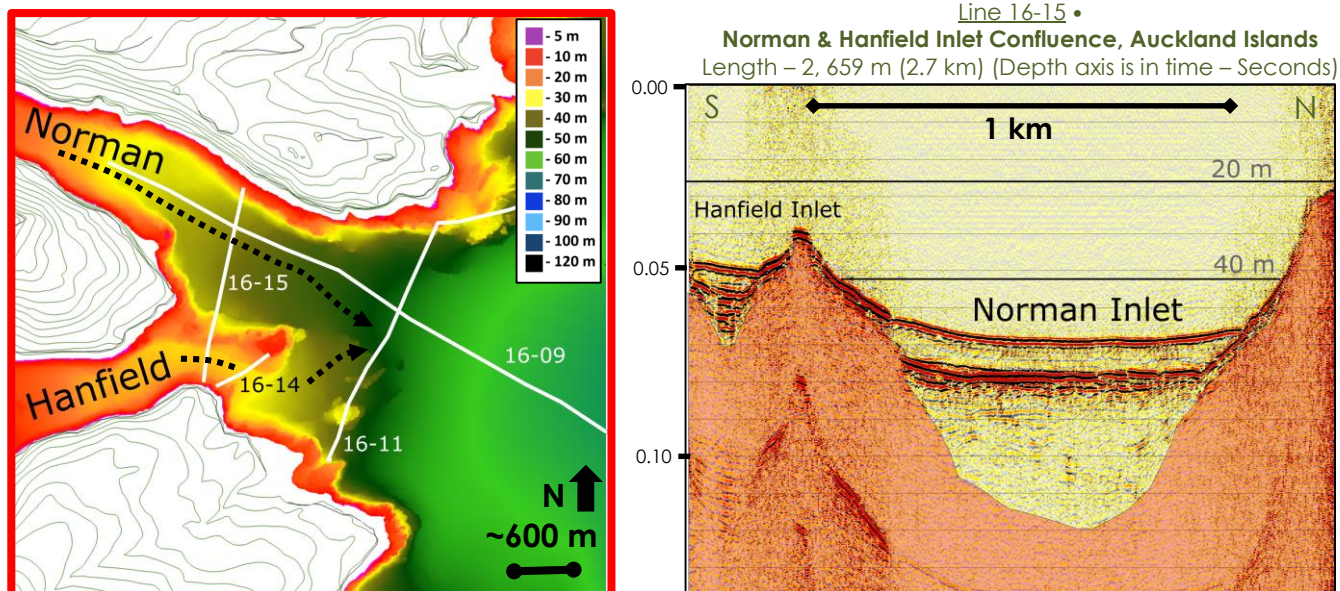 Norman
Hanfield
16-15
16-14
16-09
16-11
N
~600 m
- 5 m
- 10 m
- 20 m
- 30 m
- 40 m
- 50 m
- 60 m
- 70 m
- 80 m
- 90 m
- 100 m
- 120 m
Line 16-15 •
Norman & Hanfield Inlet Confluence, Auckland Islands
Length – 2, 659 m (2.7 km) (Depth axis is in time – Seconds)
0.00
S
N
1 km
20 m
Hanfield Inlet
0.05
40 m
Norman Inlet
0.10